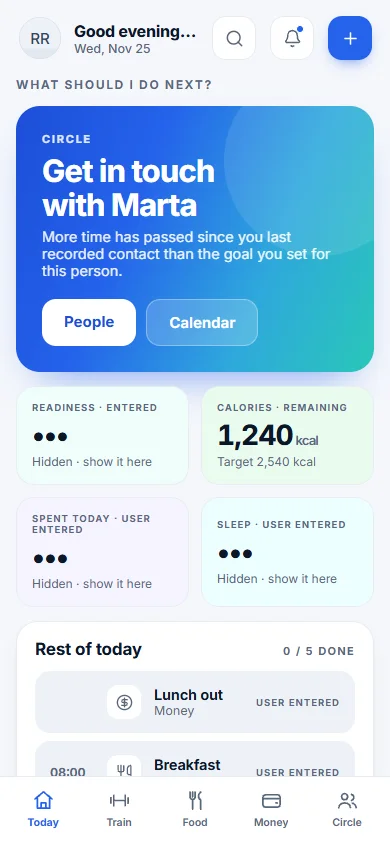 RR
Good evening...
Wed, Nov 25
WHAT SHOULD I DO NEXT?
CIRCLE
Get in touch
with Marta
More time has passed since you last
recorded contact than the goal you set for
this person.
People
Calendar
READINESS · ENTERED
●●●
Hidden · show it here
CALORIES · REMAINING
1,240 kcal
Target 2,540 kcal
SPENT TODAY · USER
ENTERED
●●●
Hidden · show it here
SLEEP · USER ENTERED
●●●
Hidden · show it here
Rest of today
0 / 5 DONE
Lunch out
Money
USER ENTERED
08:00
Breakfast
USER ENTERED
Today
Train
Food
Money
Circle